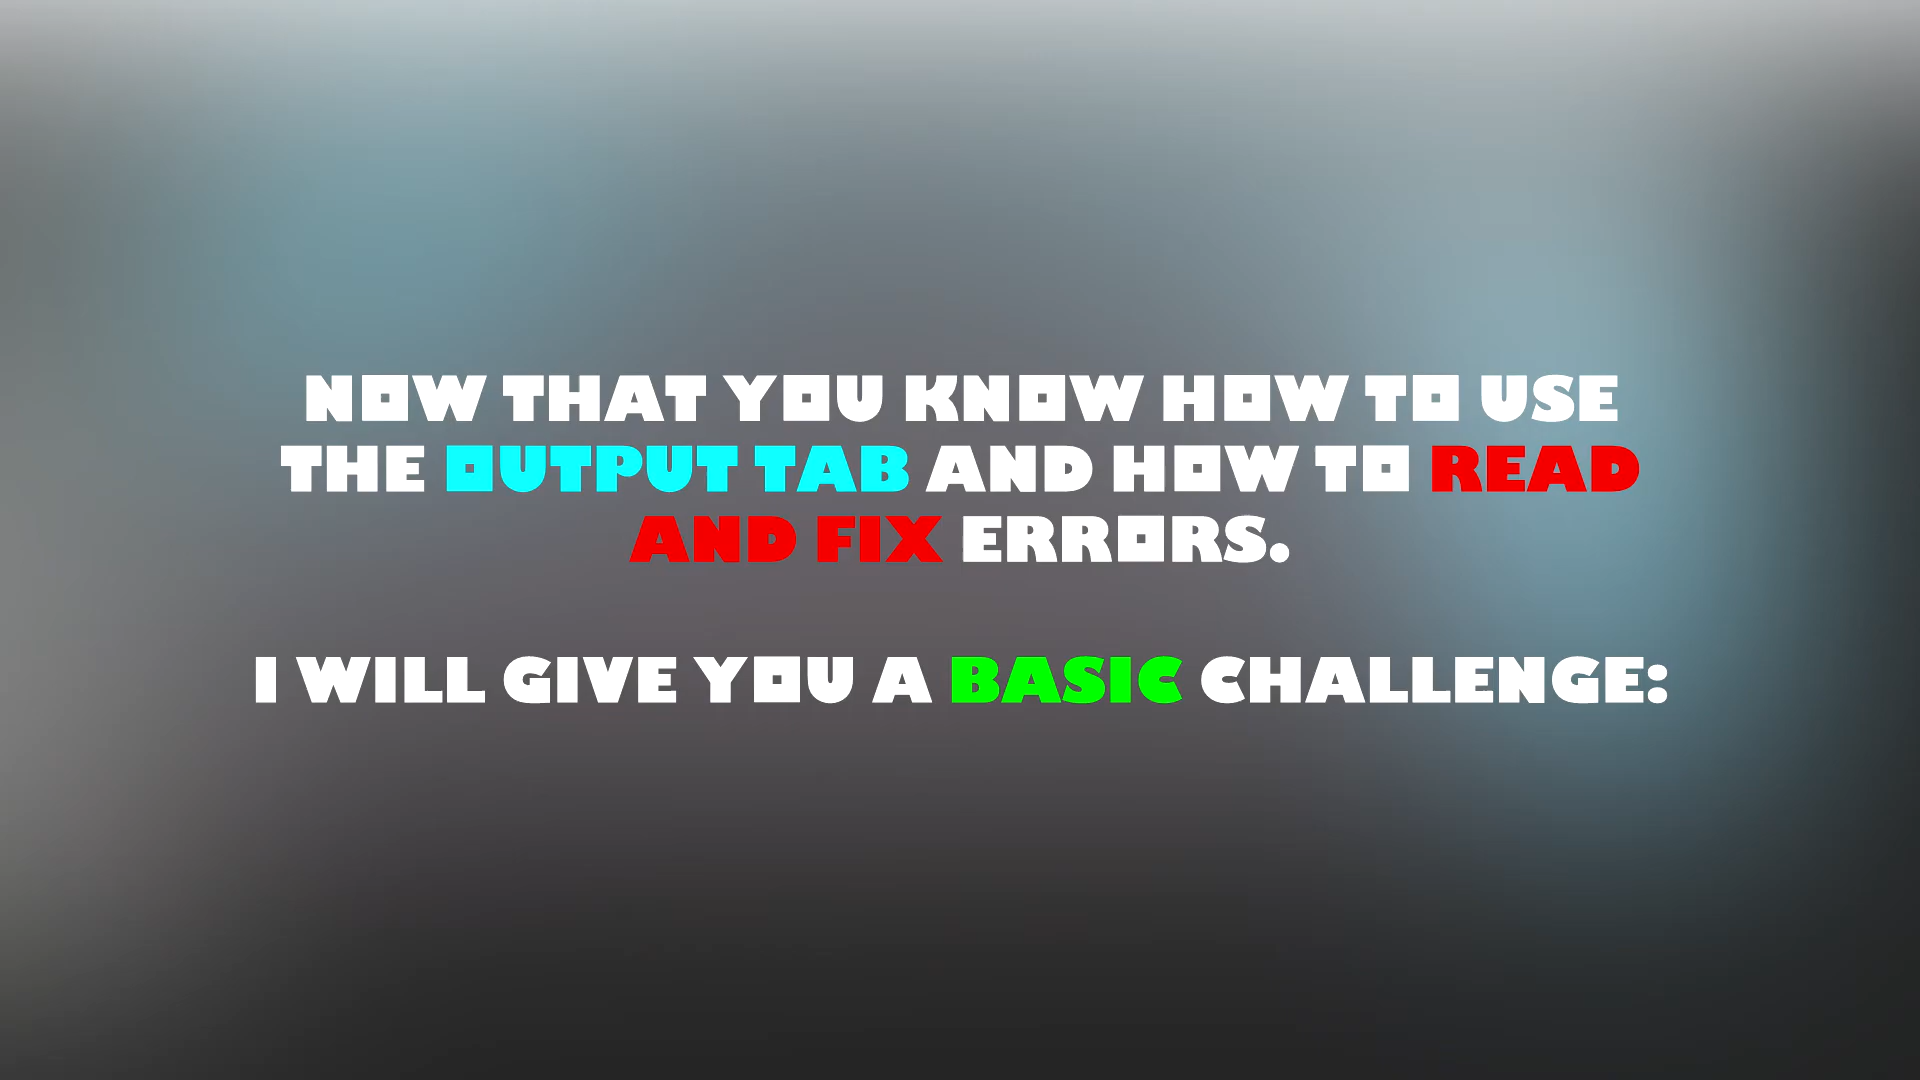 NOW THAT YOU KNOW HOW TO USE
THE OUTPUT TAB AND HOW TO READ
AND FIX ERRORS.
I WILL GIVE YOU A BASIC CHALLENGE: